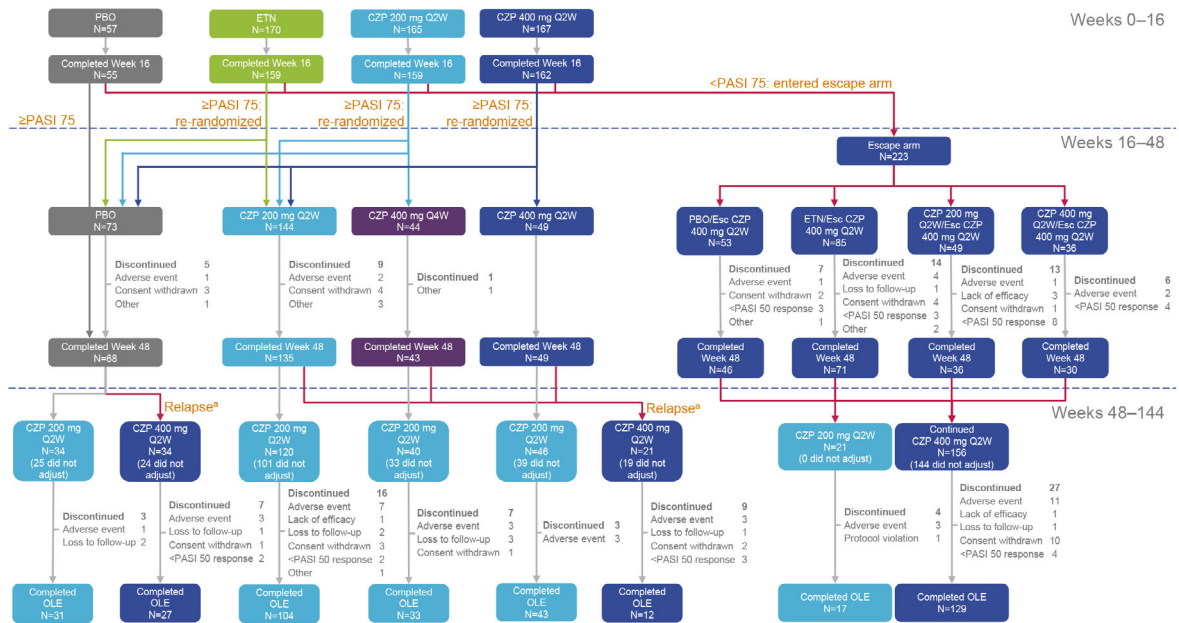 Weeks 0–16
PBO
N=57
ETN
N=170
CZP 200 mg Q2W
N=165
CZP 400 mg Q2W
N=167
Completed Week 16
N=55
Completed Week 16
N=159
Completed Week 16
N=159
Completed Week 16
N=162
<PASI 75: entered escape arm
≥PASI 75
≥PASI 75:
re-randomized
≥PASI 75:
re-randomized
≥PASI 75:
re-randomized
Weeks 16–48
Escape arm
N=223
PBO
N=73
CZP 200 mg Q2W
N=144
CZP 400 mg Q4W
N=44
CZP 400 mg Q2W
N=49
PBO/Esc CZP
400 mg Q2W
N=53
ETN/Esc CZP
400 mg Q2W
N=85
CZP 200 mg
Q2W/Esc CZP
400 mg Q2W
N=49
CZP 400 mg
Q2W/Esc CZP
400 mg Q2W
N=36
Discontinued 5
Adverse event 1
Consent withdrawn 3
Other 1
Discontinued 9
Adverse event 2
Consent withdrawn 4
Other 3
Discontinued 1
Other 1
Discontinued 7
Adverse event 1
Consent withdrawn 2
<PASI 50 response 3
Other 1
Discontinued 14
Adverse event 4
Loss to follow-up 1
Consent withdrawn 4
<PASI 50 response 3
Other 2
Discontinued 13
Adverse event 1
Lack of efficacy 3
Consent withdrawn 1
<PASI 50 response 8
Discontinued 6
Adverse event 2
<PASI 50 response 4
Completed Week 48
N=68
Completed Week 48
N=135
Completed Week 48
N=43
Completed Week 48
N=49
Completed
Week 48
N=46
Completed
Week 48
N=71
Completed
Week 48
N=36
Completed
Week 48
N=30
Weeks 48–144
Relapseᵃ
Relapseᵃ
CZP 200 mg
Q2W
N=34
(25 did not
adjust)
CZP 400 mg
Q2W
N=34
(24 did not
adjust)
CZP 200 mg
Q2W
N=120
(101 did not
adjust)
CZP 200 mg
Q2W
N=40
(33 did not
adjust)
CZP 200 mg
Q2W
N=46
(39 did not
adjust)
CZP 400 mg
Q2W
N=21
(19 did not
adjust)
CZP 200 mg Q2W
N=21
(0 did not adjust)
Continued
CZP 400 mg Q2W
N=156
(144 did not adjust)
Discontinued 3
Adverse event 1
Loss to follow-up 2
Discontinued 7
Adverse event 3
Loss to follow-up 1
Consent withdrawn 1
<PASI 50 response 2
Discontinued 16
Adverse event 7
Lack of efficacy 1
Loss to follow-up 2
Consent withdrawn 3
<PASI 50 response 2
Other 1
Discontinued 7
Adverse event 3
Loss to follow-up 3
Consent withdrawn 1
Discontinued 3
Adverse event 3
Discontinued 9
Adverse event 3
Loss to follow-up 1
Consent withdrawn 2
<PASI 50 response 3
Discontinued 4
Adverse event 3
Protocol violation 1
Discontinued 27
Adverse event 11
Lack of efficacy 1
Loss to follow-up 1
Consent withdrawn 10
<PASI 50 response 4
Completed
OLE
N=31
Completed
OLE
N=27
Completed
OLE
N=104
Completed
OLE
N=33
Completed
OLE
N=43
Completed
OLE
N=12
Completed OLE
N=17
Completed OLE
N=129